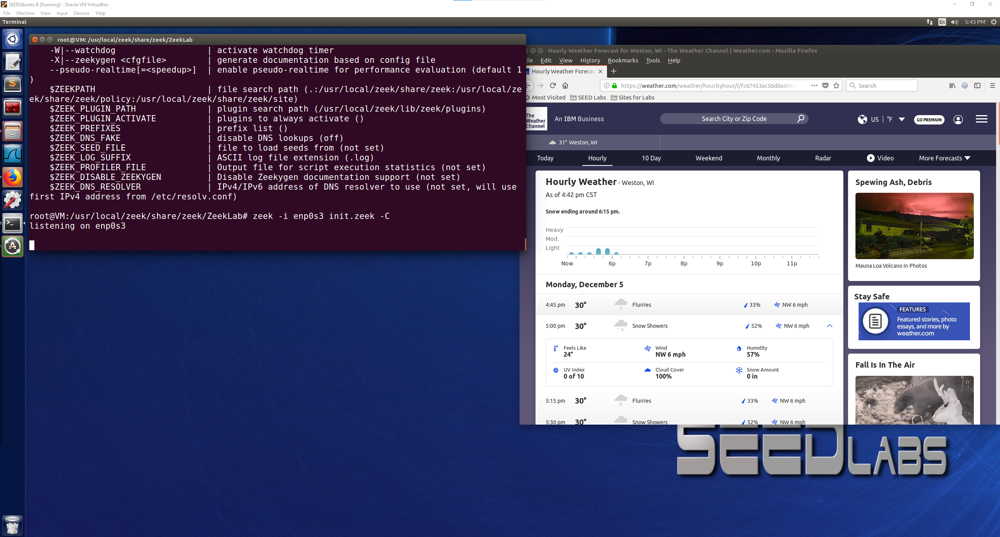 SEEDUbuntu B [Running] - Oracle VM VirtualBox
File Machine View Input Devices Help
Terminal
En
5:43 PM
root@VM: /usr/local/zeek/share/zeek/ZeekLab
-W|--watchdog | activate watchdog timer
-X|--zeekygen <cfgfile> | generate documentation based on config file
--pseudo-realtime[=<speedup>] | enable pseudo-realtime for performance evaluation (default 1
)
$ZEEKPATH | file search path (.:/usr/local/zeek/share/zeek:/usr/local/ze
ek/share/zeek/policy:/usr/local/zeek/share/zeek/site)
$ZEEK_PLUGIN_PATH | plugin search path (/usr/local/zeek/lib/zeek/plugins)
$ZEEK_PLUGIN_ACTIVATE | plugins to always activate ()
$ZEEK_PREFIXES | prefix list ()
$ZEEK_DNS_FAKE | disable DNS lookups (off)
$ZEEK_SEED_FILE | file to load seeds from (not set)
$ZEEK_LOG_SUFFIX | ASCII log file extension (.log)
$ZEEK_PROFILER_FILE | Output file for script execution statistics (not set)
$ZEEK_DISABLE_ZEEKYGEN | Disable Zeekygen documentation support (not set)
$ZEEK_DNS_RESOLVER | IPv4/IPv6 address of DNS resolver to use (not set, will use
first IPv4 address from /etc/resolv.conf)
root@VM:/usr/local/zeek/share/zeek/ZeekLab# zeek -i enp0s3 init.zeek -C
listening on enp0s3
Hourly Weather Forecast for Weston, WI - The Weather Channel | Weather.com - Mozilla Firefox
ile Edit View History Bookmarks Tools Help
Hourly Weather Forecas
https://weather.com/weather/hourbyhour/l/fc67453ac56d0a60ec
Search
Most Visited SEED Labs Sites for Labs
The
Weather
Channel
An IBM Business
Search City or Zip Code
US | °F
GO PREMIUM
31° Weston, WI
Today Hourly 10 Day Weekend Monthly Radar Video More Forecasts
Hourly Weather - Weston, WI
As of 4:42 pm CST
Snow ending around 6:15 pm.
Heavy
Mod.
Light
Now 6p 7p 8p 9p 10p 11p
Monday, December 5
4:45 pm 30° Flurries 33% NW 6 mph
5:00 pm 30° Snow Showers 52% NW 6 mph
Feels Like
24°
Wind
NW 6 mph
Humidity
57%
UV Index
0 of 10
Cloud Cover
100%
Snow Amount
0 in
5:15 pm 30° Flurries 33% NW 6 mph
5:30 pm 30° Snow Showers 52% NW 6 mph
Spewing Ash, Debris
Mauna Loa Volcano In Photos
Stay Safe
FEATURES
Featured stories, photo
essays, and more by
weather.com
Fall Is In The Air
SEEDLABS